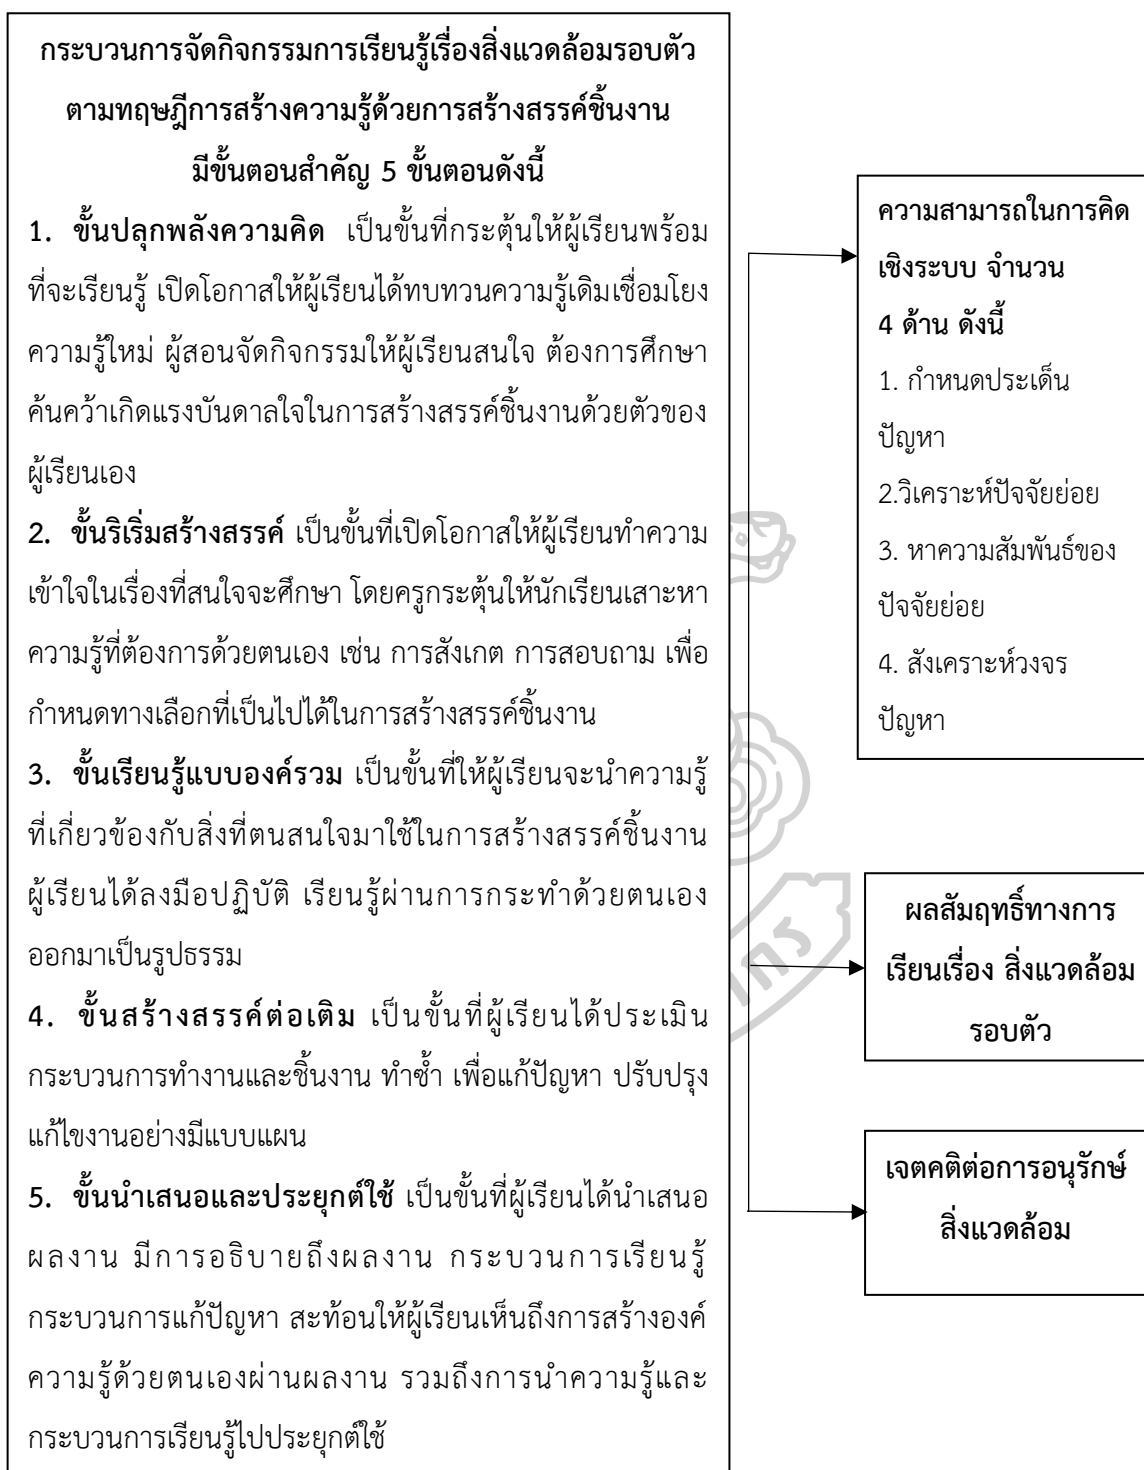 กระบวนการจัดกิจกรรมการเรียนรู้เรื่องสิ่งแวดล้อมรอบตัว
ตามทฤษฎีการสร้างความรู้ด้วยการสร้างสรรค์ชิ้นงาน
มีขั้นตอนสำคัญ 5 ขั้นตอนดังนี้
1. ขั้นปลุกพลังความคิด เป็นขั้นที่กระตุ้นให้ผู้เรียนพร้อม
ที่จะเรียนรู้ เปิดโอกาสให้ผู้เรียนได้ทบทวนความรู้เดิมเชื่อมโยง
ความรู้ใหม่ ผู้สอนจัดกิจกรรมให้ผู้เรียนสนใจ ต้องการศึกษา
ค้นคว้าเกิดแรงบันดาลใจในการสร้างสรรค์ชิ้นงานด้วยตัวของ
ผู้เรียนเอง
2. ขั้นริเริ่มสร้างสรรค์ เป็นขั้นที่เปิดโอกาสให้ผู้เรียนทำความ
เข้าใจในเรื่องที่สนใจจะศึกษา โดยครูกระตุ้นให้นักเรียนเสาะหา
ความรู้ที่ต้องการด้วยตนเอง เช่น การสังเกต การสอบถาม เพื่อ
กำหนดทางเลือกที่เป็นไปได้ในการสร้างสรรค์ชิ้นงาน
3. ขั้นเรียนรู้แบบองค์รวม เป็นขั้นที่ให้ผู้เรียนจะนำความรู้
ที่เกี่ยวข้องกับสิ่งที่ตนสนใจมาใช้ในการสร้างสรรค์ชิ้นงาน
ผู้เรียนได้ลงมือปฏิบัติ เรียนรู้ผ่านการกระทำด้วยตนเอง
ออกมาเป็นรูปธรรม
4. ขั้นสร้างสรรค์ต่อเติม เป็นขั้นที่ผู้เรียนได้ประเมิน
กระบวนการทำงานและชิ้นงาน ทำซ้ำ เพื่อแก้ปัญหา ปรับปรุง
แก้ไขงานอย่างมีแบบแผน
5. ขั้นนำเสนอและประยุกต์ใช้ เป็นขั้นที่ผู้เรียนได้นำเสนอ
ผลงาน มีการอธิบายถึงผลงาน กระบวนการเรียนรู้
กระบวนการแก้ปัญหา สะท้อนให้ผู้เรียนเห็นถึงการสร้างองค์
ความรู้ด้วยตนเองผ่านผลงาน รวมถึงการนำความรู้และ
กระบวนการเรียนรู้ไปประยุกต์ใช้
ความสามารถในการคิด
เชิงระบบ จำนวน
4 ด้าน ดังนี้
1. กำหนดประเด็น
ปัญหา
2.วิเคราะห์ปัจจัยย่อย
3. หาความสัมพันธ์ของ
ปัจจัยย่อย
4. สังเคราะห์วงจร
ปัญหา
ผลสัมฤทธิ์ทางการ
เรียนเรื่อง สิ่งแวดล้อม
รอบตัว
เจตคติต่อการอนุรักษ์
สิ่งแวดล้อม